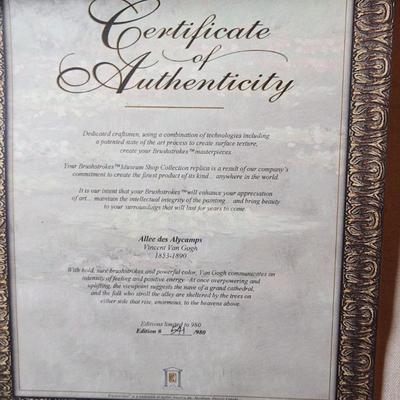 Certificate
of
Authenticity
Dedicated craftsmen, using a combination of technologies including
a patented state of the art process to create surface texture,
create your Brushstrokes™ masterpieces.
Your Brushstrokes™ Museum Shop Collection replica is a result of our company's
commitment to create the finest product of its kind... anywhere in the world.
It is our intent that your Brushstrokes™ will enhance your appreciation
of art... maintain the intellectual integrity of the painting... and bring beauty
to your surroundings that will last for years to come.
Allee des Alycamps
Vincent Van Gogh
1853-1890
With bold, sure brushstrokes and powerful color, Van Gogh communicates an
intensity of feeling and positive energy. At once overpowering and
uplifting, the viewpoint suggests the nave of a grand cathedral,
and the folk who stroll the alley are sheltered by the trees on
either side that rise, enormous, to the heavens above.
Editions limited to 980
Edition # 541 /980